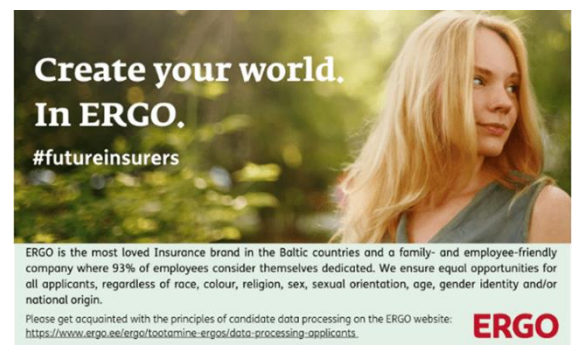 Create your world.
In ERGO.
#futureinsurers
ERGO is the most loved Insurance brand in the Baltic countries and a family- and employee-friendly
company where 93% of employees consider themselves dedicated. We ensure equal opportunities for
all applicants, regardless of race, colour, religion, sex, sexual orientation, age, gender identity and/or
national origin.
Please get acquainted with the principles of candidate data processing on the ERGO website:
https://www.ergo.ee/ergo/tootamine-ergos/data-processing-applicants
ERGO